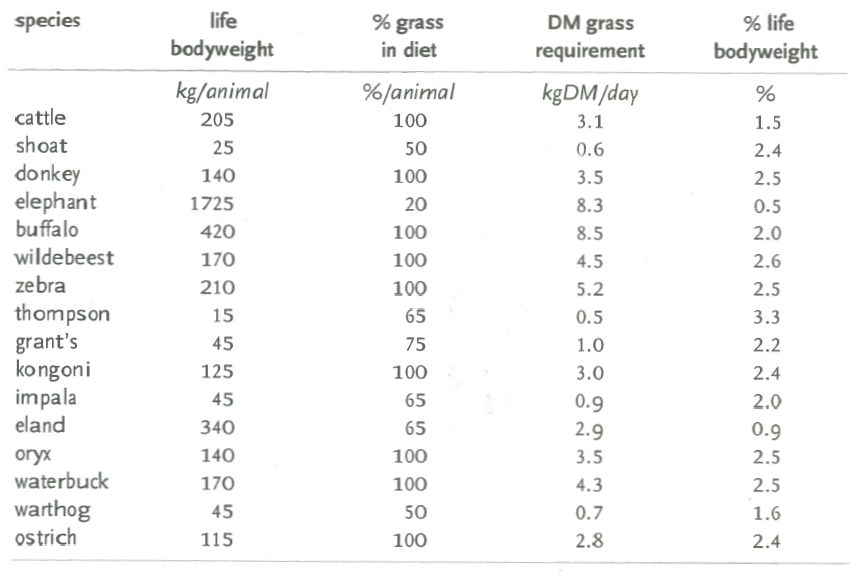 species life bodyweight % grass in diet DM grass requirement % life bodyweight
kg/animal %/animal kgDM/day %
cattle 205 100 3.1 1.5
shoat 25 50 0.6 2.4
donkey 140 100 3.5 2.5
elephant 1725 20 8.3 0.5
buffalo 420 100 8.5 2.0
wildebeest 170 100 4.5 2.6
zebra 210 100 5.2 2.5
thompson 15 65 0.5 3.3
grant's 45 75 1.0 2.2
kongoni 125 100 3.0 2.4
impala 45 65 0.9 2.0
eland 340 65 2.9 0.9
oryx 140 100 3.5 2.5
waterbuck 170 100 4.3 2.5
warthog 45 50 0.7 1.6
ostrich 115 100 2.8 2.4